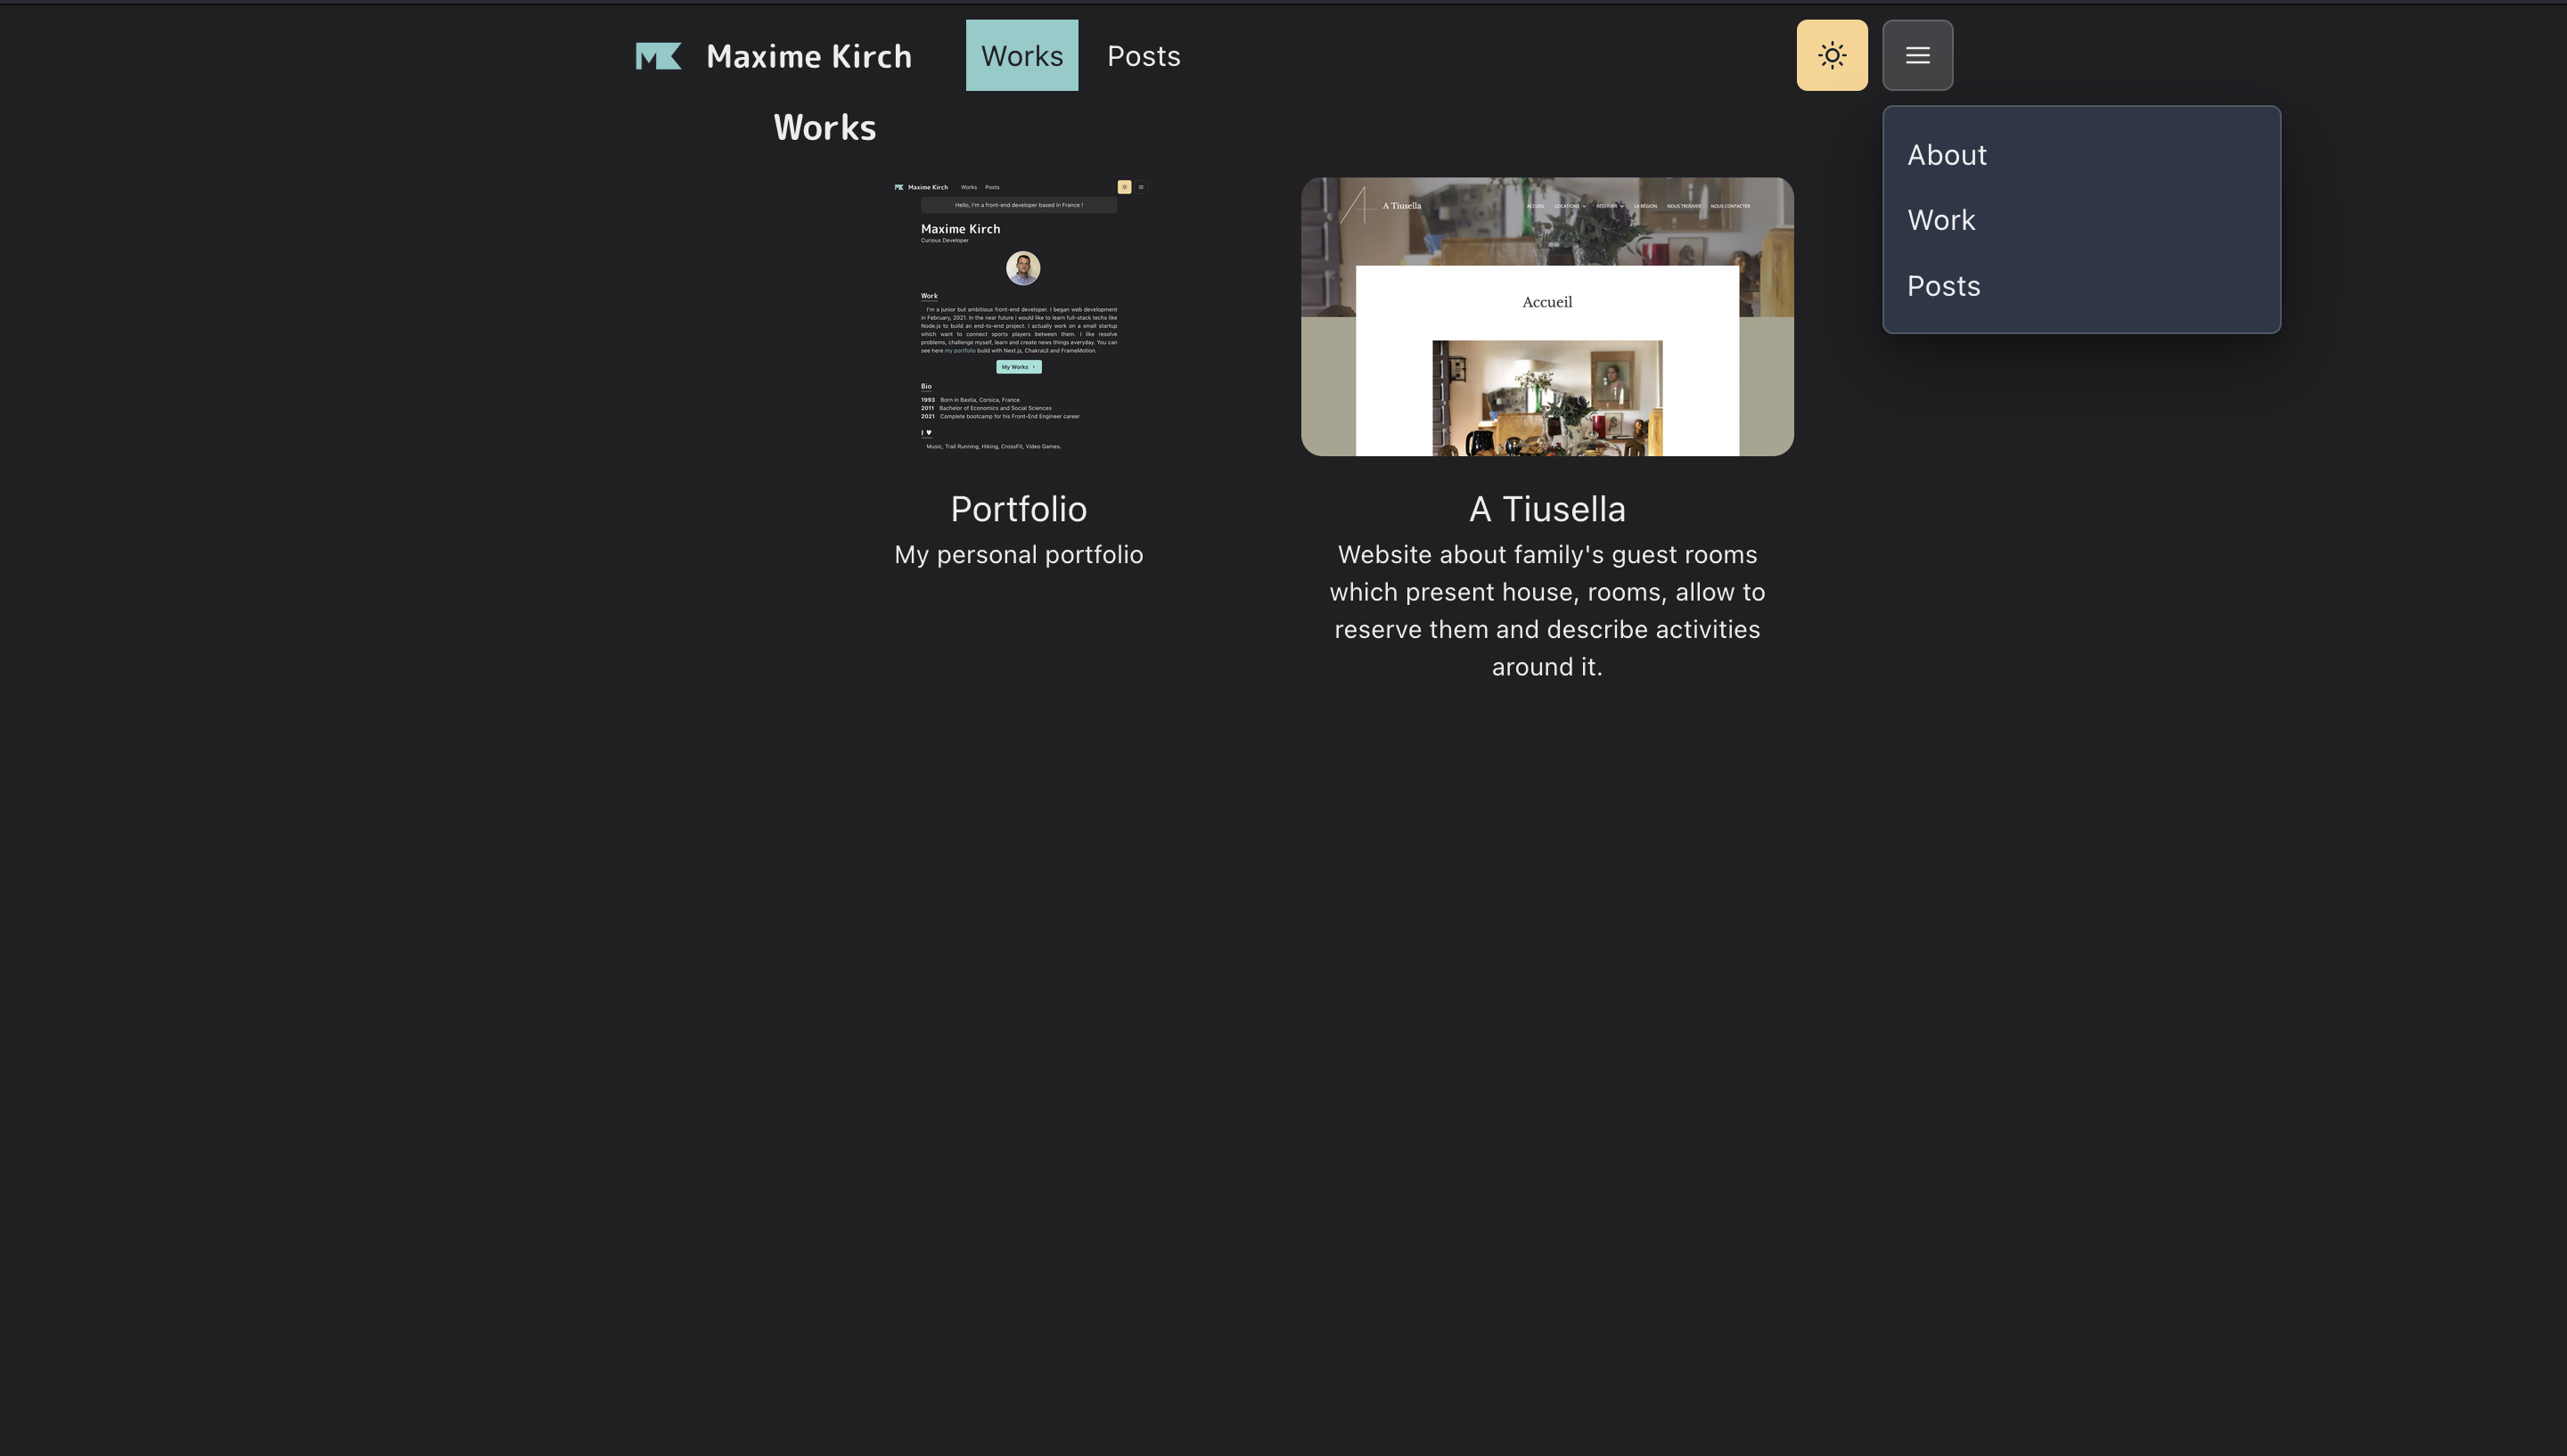 Maxime Kirch
Works
Posts
About
Work
Posts
Works
Maxime Kirch
Works
Posts
Hello, I'm a front-end developer based in France !
Maxime Kirch
Curious Developer
Work
I'm a junior but ambitious front-end developer. I began web development
in February, 2021. In the near future i would like to learn full-stack techs like
Node.js to build an end-to-end project. I actually work on a small startup
which want to connect sports players between them. I like resolve
problems, challenge myself, learn and create news things everyday. You can
see here my portfolio build with Next.js, ChakraUI and FrameMotion.
My Works
Bio
1993 Born in Bastia, Corsica, France.
2011 Bachelor of Economics and Social Sciences
2021 Complete bootcamp for his Front-End Engineer career
I ♥
Music, Trail Running, Hiking, CrossFit, Video Games.
Portfolio
My personal portfolio
A Tiusella
ACCUEIL
LOCATIONS
RÉSERVER
LA RÉGION
NOUS TROUVER
NOUS CONTACTER
Accueil
A Tiusella
Website about family's guest rooms
which present house, rooms, allow to
reserve them and describe activities
around it.